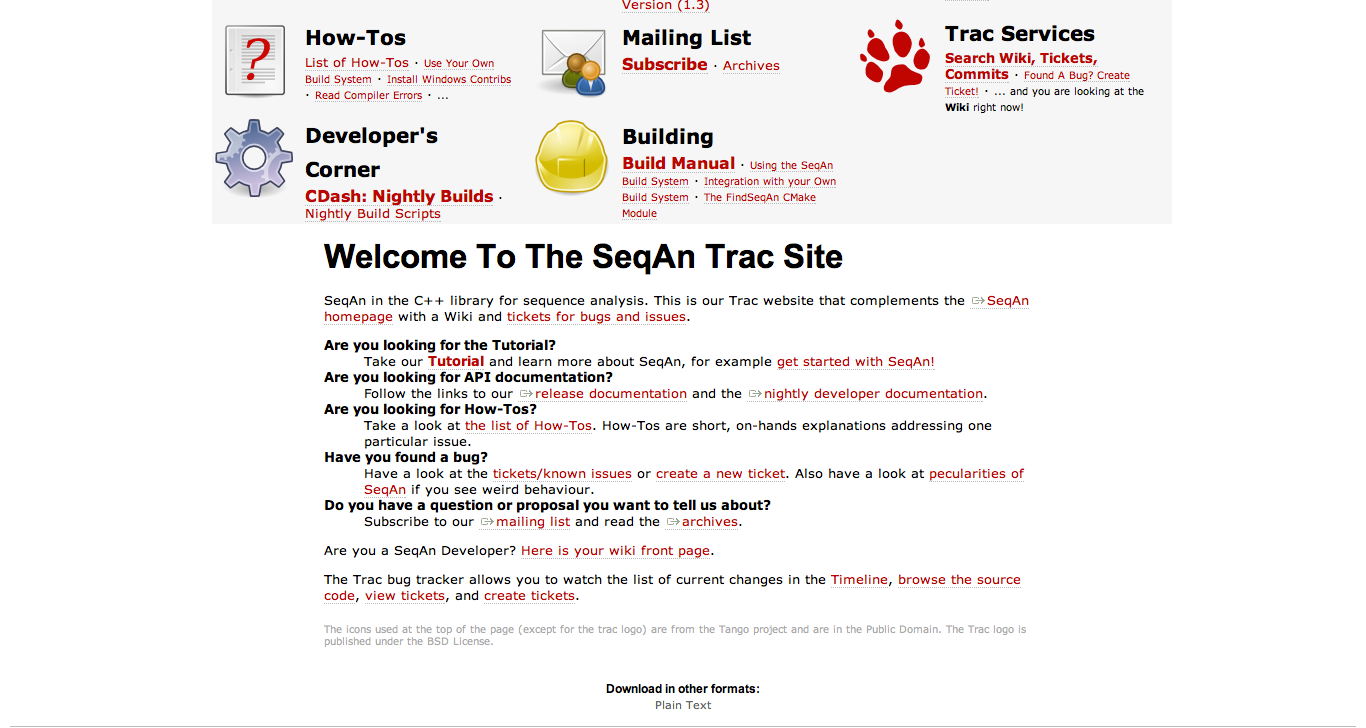 Version (1.3)
How-Tos
List of How-Tos · Use Your Own
Build System · Install Windows Contribs
· Read Compiler Errors · ...
Mailing List
Subscribe · Archives
Trac Services
Search Wiki, Tickets,
Commits · Found A Bug? Create
Ticket! · ... and you are looking at the
Wiki right now!
Developer's
Corner
CDash: Nightly Builds ·
Nightly Build Scripts
Building
Build Manual · Using the SeqAn
Build System · Integration with your Own
Build System · The FindSeqAn CMake
Module
Welcome To The SeqAn Trac Site
SeqAn in the C++ library for sequence analysis. This is our Trac website that complements the SeqAn
homepage with a Wiki and tickets for bugs and issues.
Are you looking for the Tutorial?
Take our Tutorial and learn more about SeqAn, for example get started with SeqAn!
Are you looking for API documentation?
Follow the links to our release documentation and the nightly developer documentation.
Are you looking for How-Tos?
Take a look at the list of How-Tos. How-Tos are short, on-hands explanations addressing one
particular issue.
Have you found a bug?
Have a look at the tickets/known issues or create a new ticket. Also have a look at pecularities of
SeqAn if you see weird behaviour.
Do you have a question or proposal you want to tell us about?
Subscribe to our mailing list and read the archives.
Are you a SeqAn Developer? Here is your wiki front page.
The Trac bug tracker allows you to watch the list of current changes in the Timeline, browse the source
code, view tickets, and create tickets.
The icons used at the top of the page (except for the trac logo) are from the Tango project and are in the Public Domain. The Trac logo is
published under the BSD License.
Download in other formats:
Plain Text